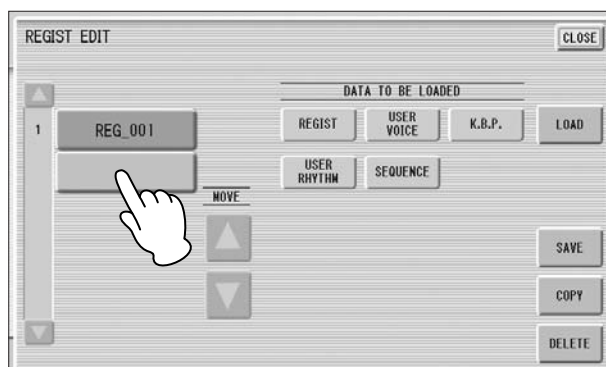 REGIST EDIT
CLOSE
DATA TO BE LOADED
1
REG_001
REGIST
USER
VOICE
K.B.P.
LOAD
USER
RHYTHM
SEQUENCE
MOVE
SAVE
COPY
DELETE